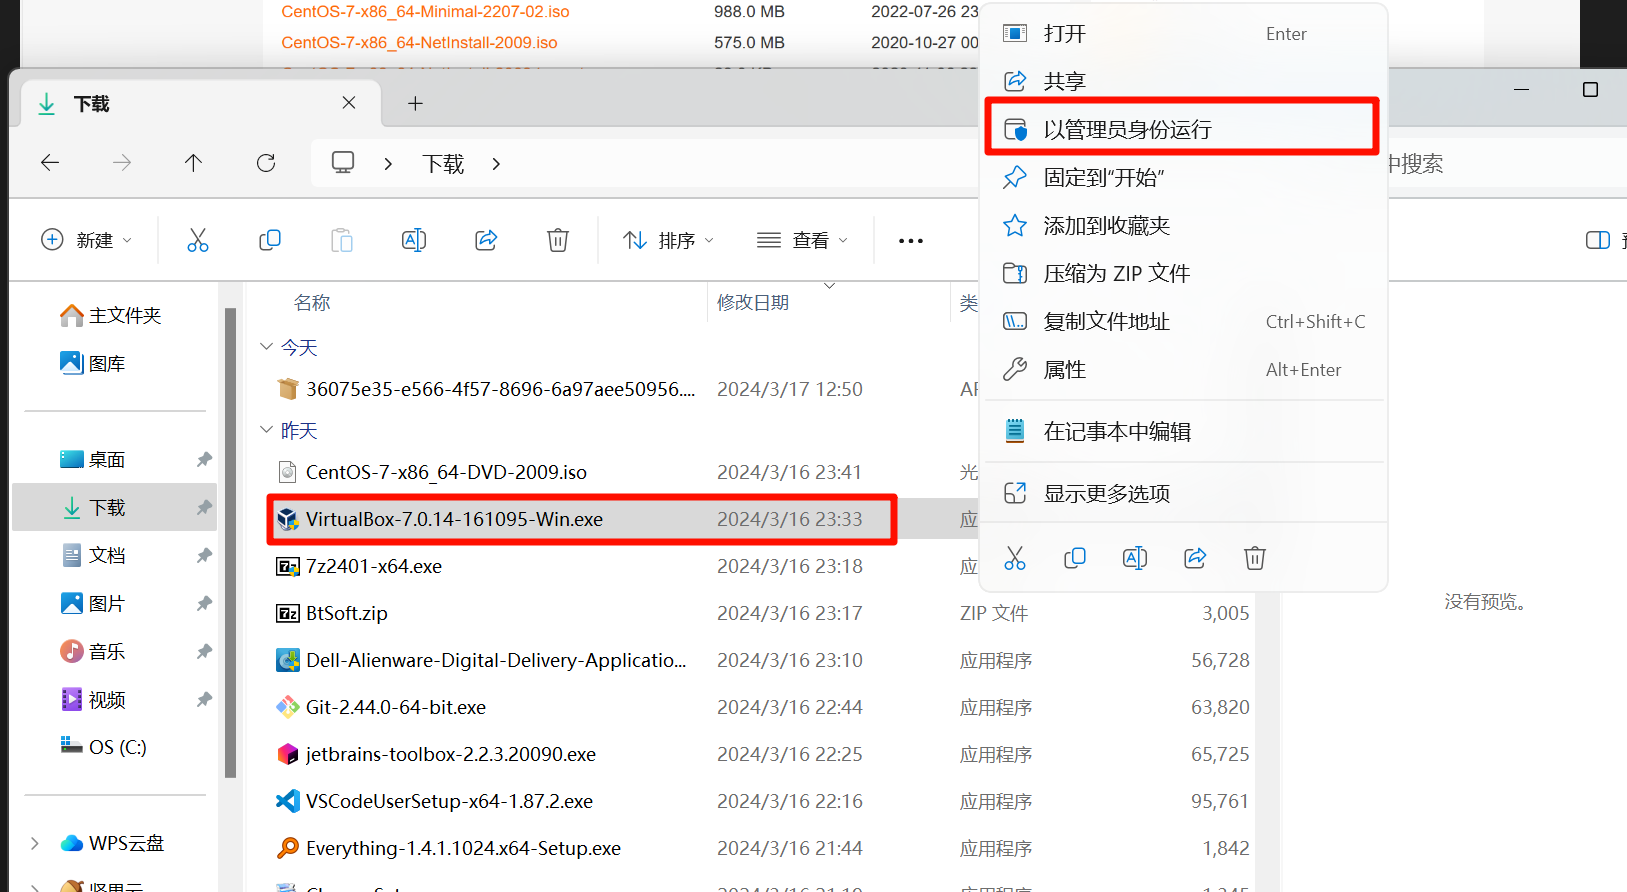 CentOS-7-x86_64-Minimal-2207-02.iso 988.0 MB 2022-07-26 23
CentOS-7-x86_64-NetInstall-2009.iso 575.0 MB 2020-10-27 00
下载
下载
中搜索
新建
排序
查看
打开 Enter
共享
以管理员身份运行
固定到“开始”
添加到收藏夹
压缩为 ZIP 文件
复制文件地址 Ctrl+Shift+C
属性 Alt+Enter
在记事本中编辑
显示更多选项
主文件夹
图库
桌面
下载
文档
图片
音乐
视频
OS (C:)
WPS云盘
名称 修改日期 类
今天
36075e35-e566-4f57-8696-6a97aee50956.... 2024/3/17 12:50
昨天
CentOS-7-x86_64-DVD-2009.iso 2024/3/16 23:41 光
VirtualBox-7.0.14-161095-Win.exe 2024/3/16 23:33 应
7z2401-x64.exe 2024/3/16 23:18 应
BtSoft.zip 2024/3/16 23:17 ZIP 文件 3,005
Dell-Alienware-Digital-Delivery-Applicatio... 2024/3/16 23:10 应用程序 56,728
Git-2.44.0-64-bit.exe 2024/3/16 22:44 应用程序 63,820
jetbrains-toolbox-2.2.3.20090.exe 2024/3/16 22:25 应用程序 65,725
VSCodeUserSetup-x64-1.87.2.exe 2024/3/16 22:16 应用程序 95,761
Everything-1.4.1.1024.x64-Setup.exe 2024/3/16 21:44 应用程序 1,842
没有预览。